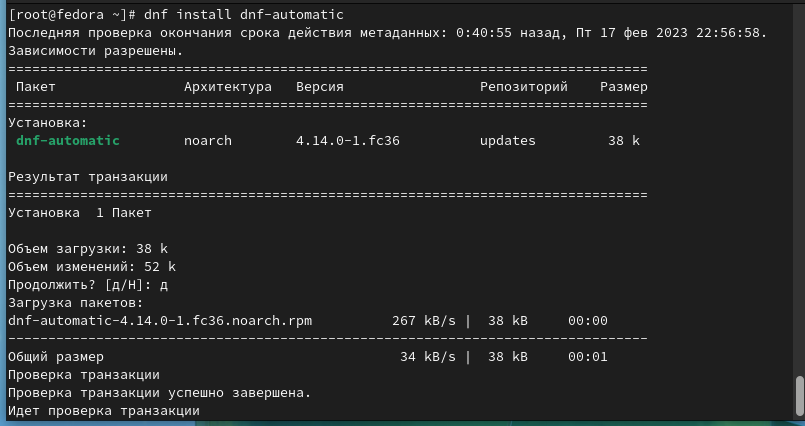 [root@fedora ~]# dnf install dnf-automatic
Последняя проверка окончания срока действия метаданных: 0:40:55 назад, Пт 17 фев 2023 22:56:58.
Зависимости разрешены.
================================================================================
Пакет Архитектура Версия Репозиторий Размер
================================================================================
Установка:
dnf-automatic noarch 4.14.0-1.fc36 updates 38 k
Результат транзакции
================================================================================
Установка 1 Пакет
Объем загрузки: 38 k
Объем изменений: 52 k
Продолжить? [д/Н]: д
Загрузка пакетов:
dnf-automatic-4.14.0-1.fc36.noarch.rpm 267 kB/s | 38 kB 00:00
--------------------------------------------------------------------------------
Общий размер 34 kB/s | 38 kB 00:01
Проверка транзакции
Проверка транзакции успешно завершена.
Идет проверка транзакции